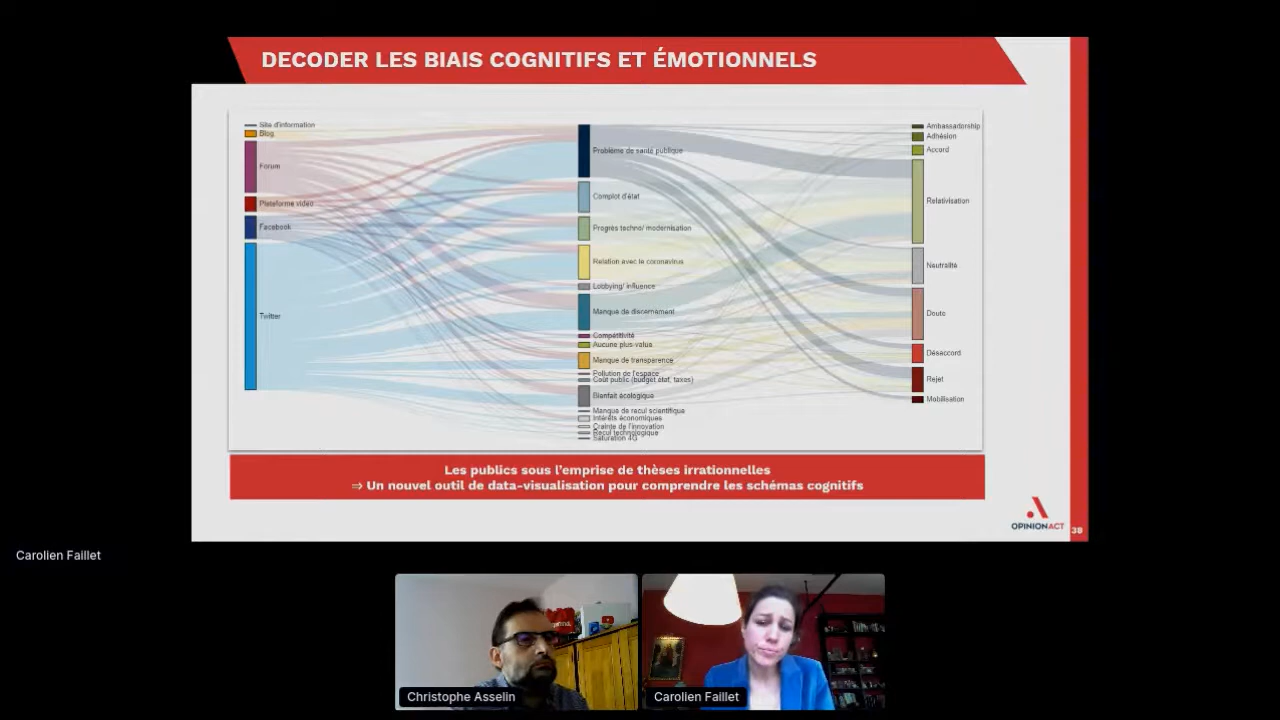 DECODER LES BIAIS COGNITIFS ET ÉMOTIONNELS
Site d'information
Blog
Forum
Plateforme video
Facebook
Twitter
Problème de santé publique
Complot d'état
Progrès techno/ modernisation
Relation avec le coronavirus
Lobbying/ influence
Manque de discernement
Compétitivité
Aucune plus-value
Manque de transparence
Pollution de l'espace
Coût public (budget état, taxes)
Bienfait écologique
Manque de recul scientifique
Intérêts économiques
Crainte de l'innovation
Recul technologique
Saturation 4G
Ambassadorship
Adhésion
Accord
Relativisation
Neutralité
Doute
Désaccord
Rejet
Mobilisation
Les publics sous l'emprise de thèses irrationnelles
⇒ Un nouvel outil de data-visualisation pour comprendre les schémas cognitifs
OPINIONACT
38
Carolien Faillet
Christophe Asselin
Carolien Faillet